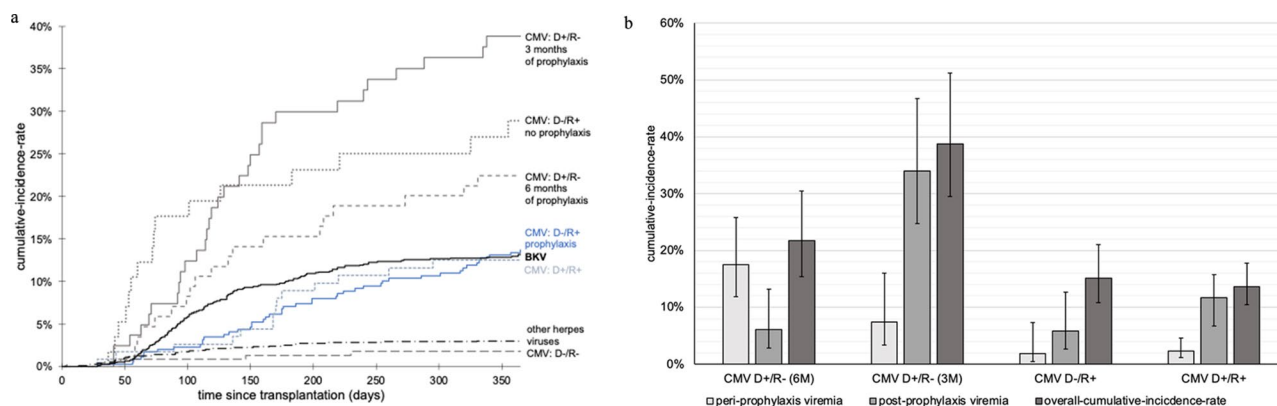 a
40%
35%
30%
25%
20%
15%
10%
5%
0%
cumulative-incidence-rate
0 50 100 150 200 250 300 350
time since transplantation (days)
CMV: D+/R-
3 months
of prophylaxis
CMV: D-/R+
no prophylaxis
CMV: D+/R-
6 months
of prophylaxis
CMV: D-/R+
prophylaxis
BKV
CMV: D+/R+
other herpes
viruses
CMV: D-/R-
b
60%
50%
40%
30%
20%
10%
0%
cumulative-incidence-rate
CMV D+/R- (6M) CMV D+/R- (3M) CMV D-/R+ CMV D+/R+
peri-prophylaxis viremia post-prophylaxis viremia overall-cumulative-incicdence-rate